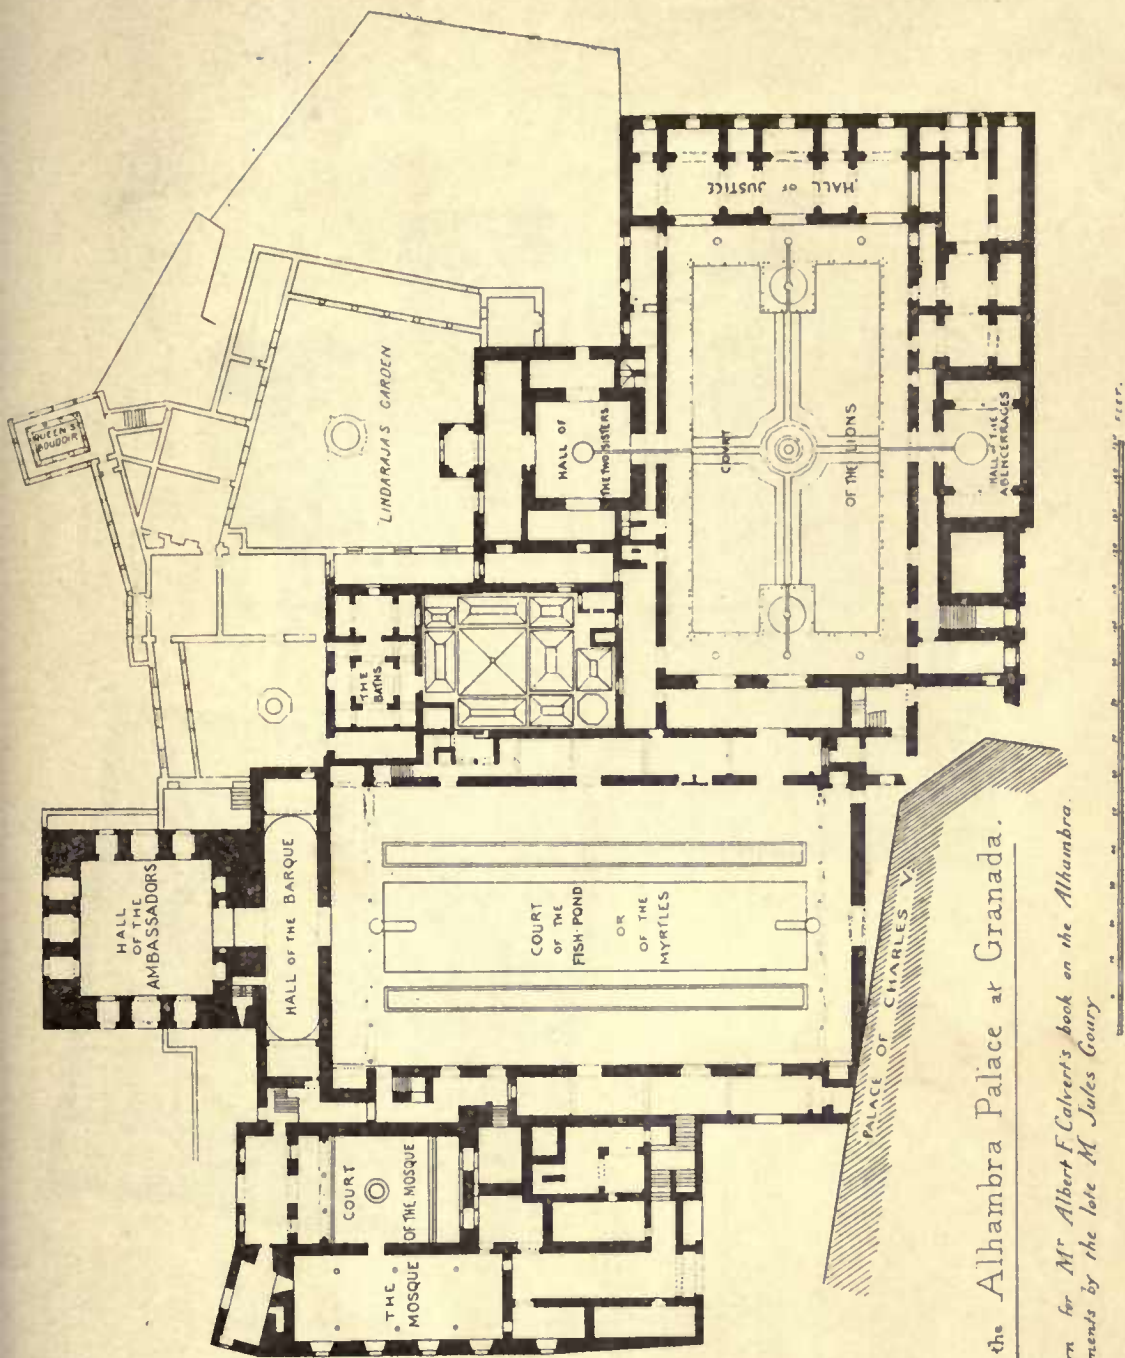 QUEEN'S
BOUDOIR
LINDARAJAS GARDEN
HALL OF JUSTICE
HALL OF
THE TWO SISTERS
COURT
OF THE LIONS
HALL OF THE
ABENCERRAGES
THE
BATHS
HALL
OF THE
AMBASSADORS
HALL OF THE BARQUE
COURT
OF THE
FISH-POND
OR
OF THE
MYRTLES
PALACE OF CHARLES V.
COURT
OF THE MOSQUE
THE
MOSQUE
the Alhambra Palace at Granada.
for Mr Albert F Calvert's book on the Alhambra.
by the late M Jules Goury
FEET.